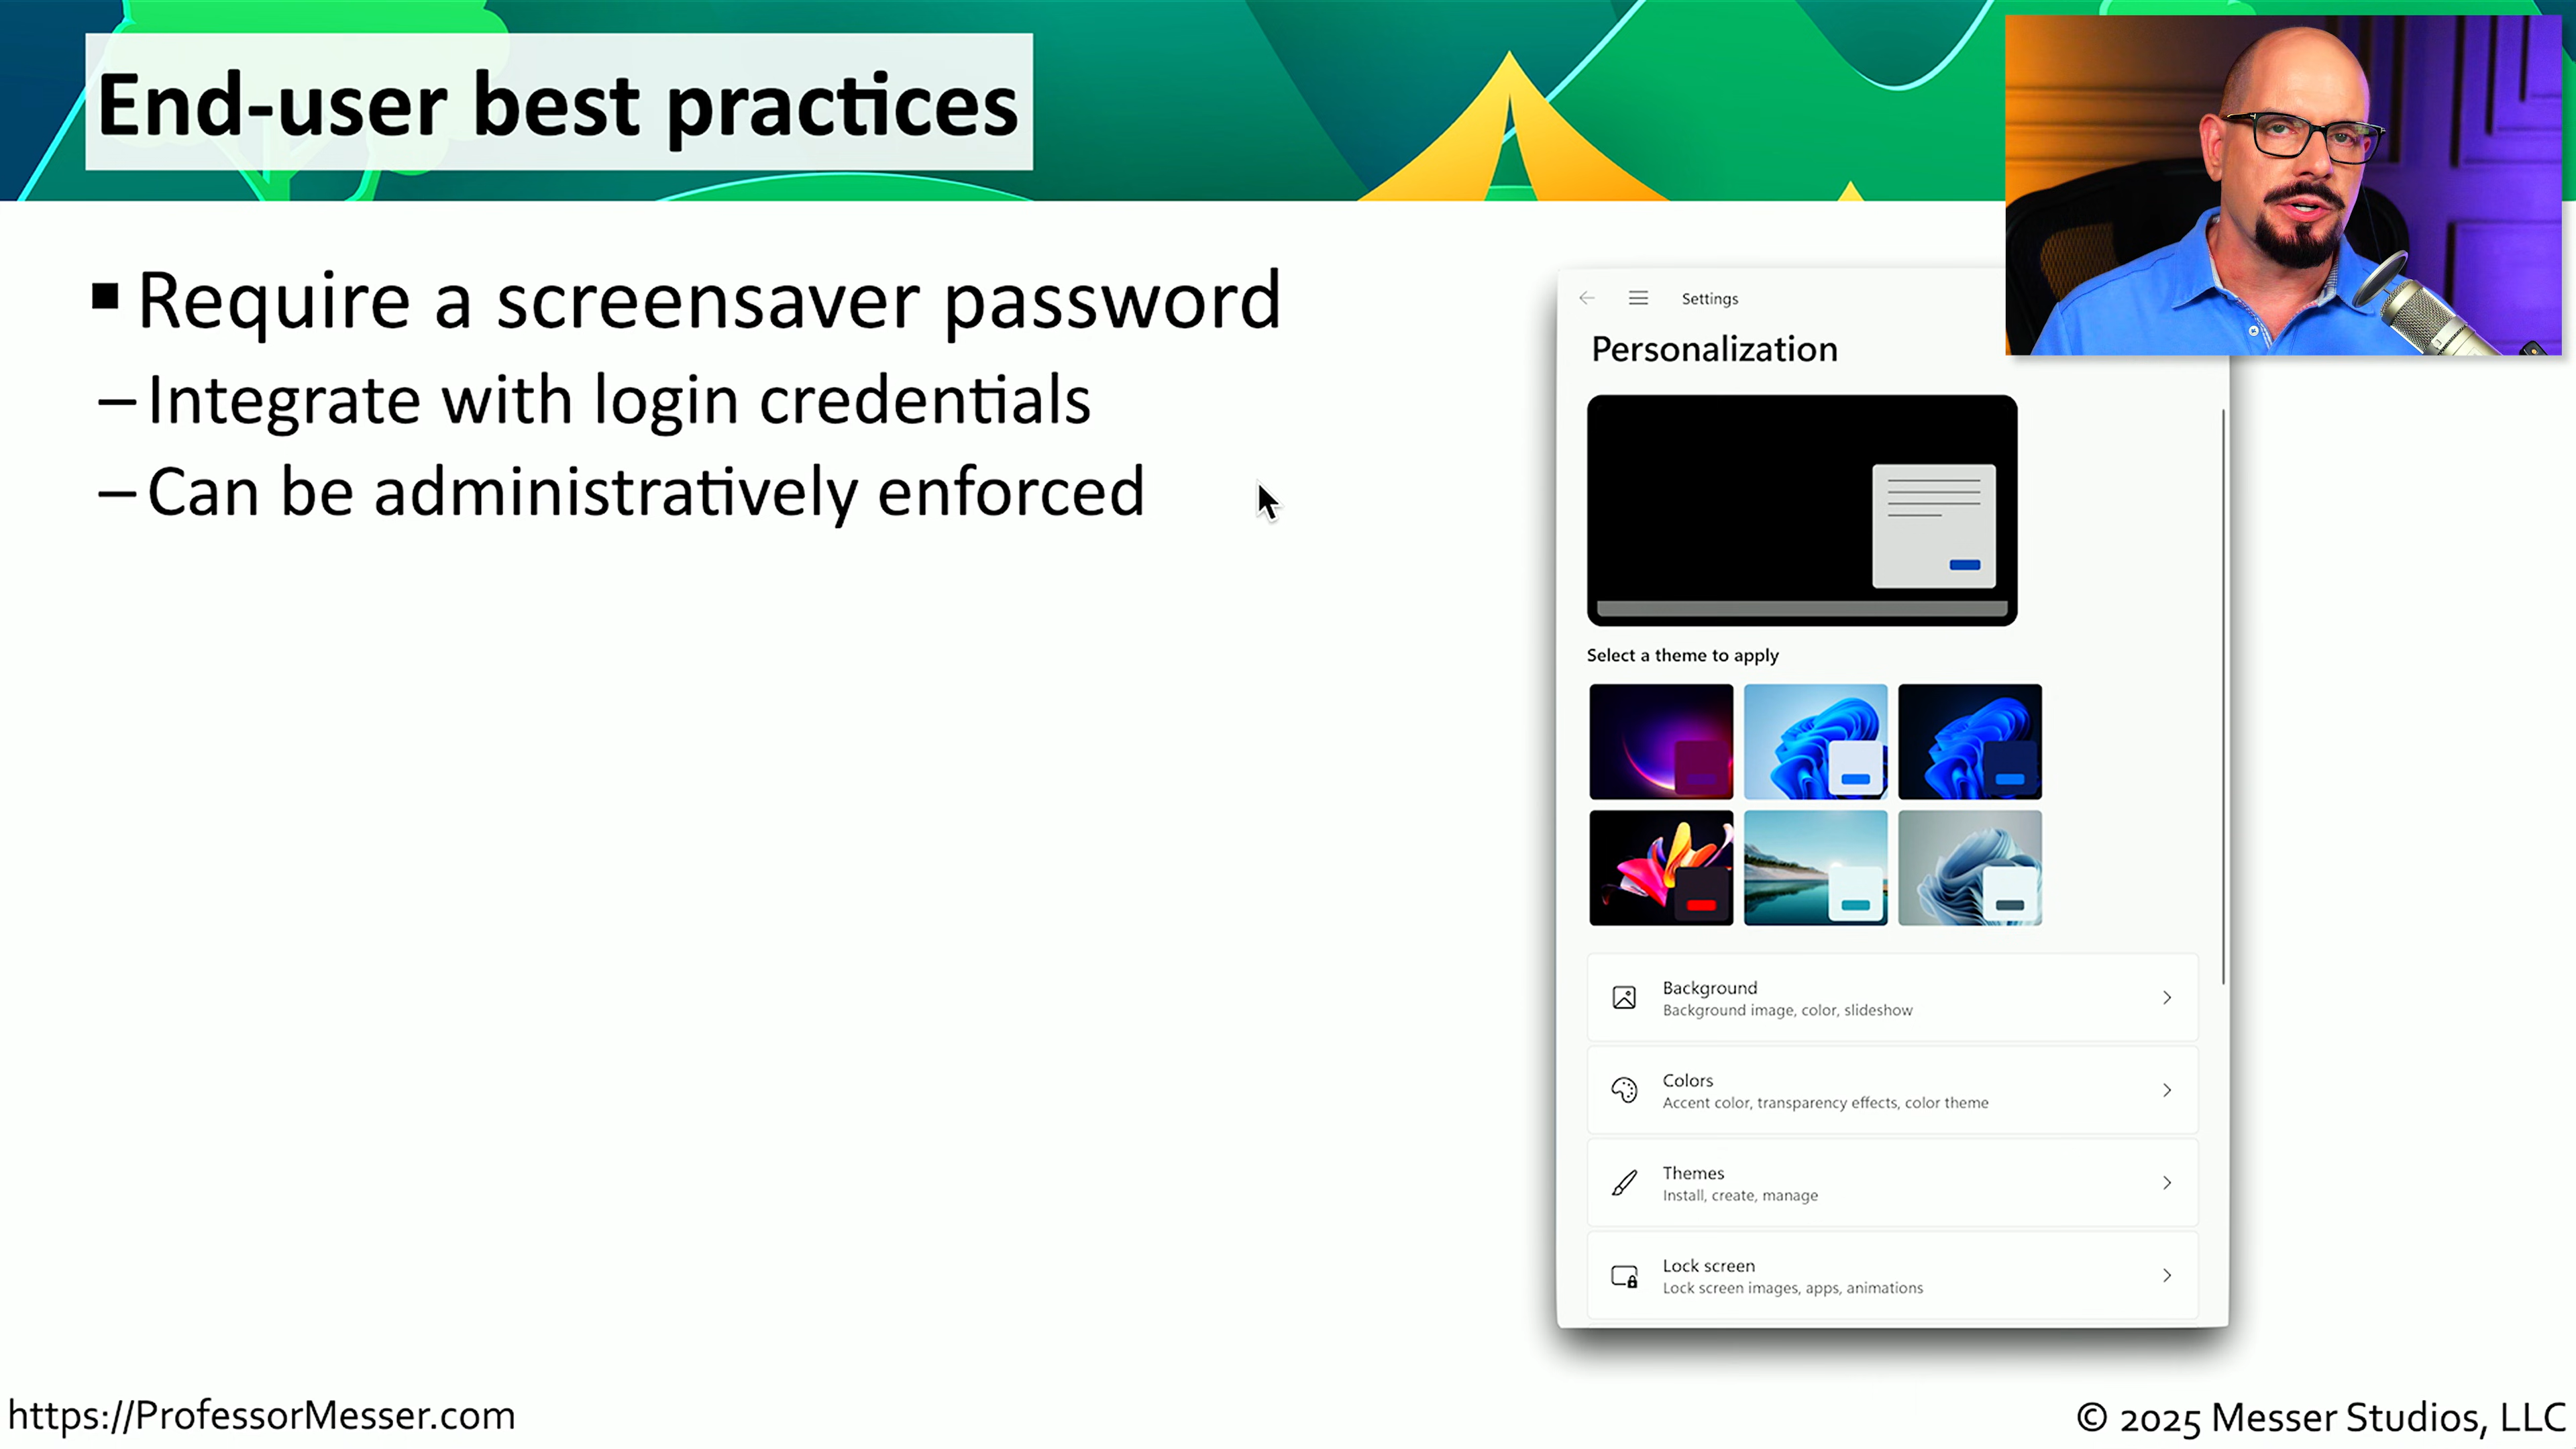 End-user best practices
▪ Require a screensaver password
– Integrate with login credentials
– Can be administratively enforced
Settings
Personalization
Select a theme to apply
Background
Background image, color, slideshow
Colors
Accent color, transparency effects, color theme
Themes
Install, create, manage
Lock screen
Lock screen images, apps, animations
https://ProfessorMesser.com
© 2025 Messer Studios, LLC